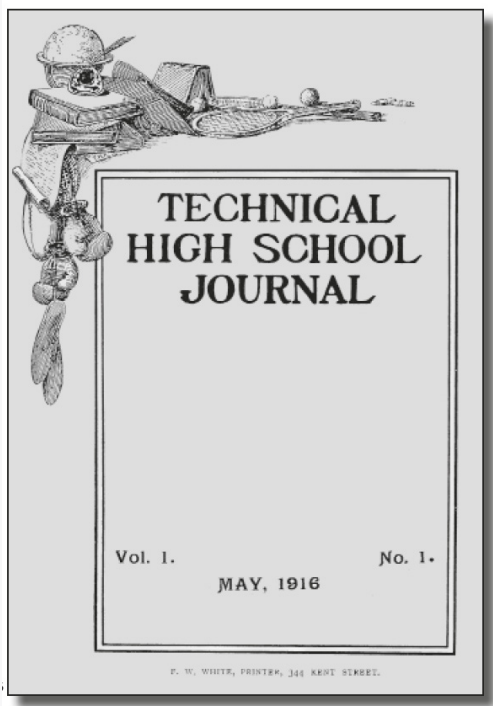 TECHNICAL
HIGH SCHOOL
JOURNAL
Vol. 1.
No. 1.
MAY, 1916
F. W. WHITE, PRINTER, 344 KENT STREET.